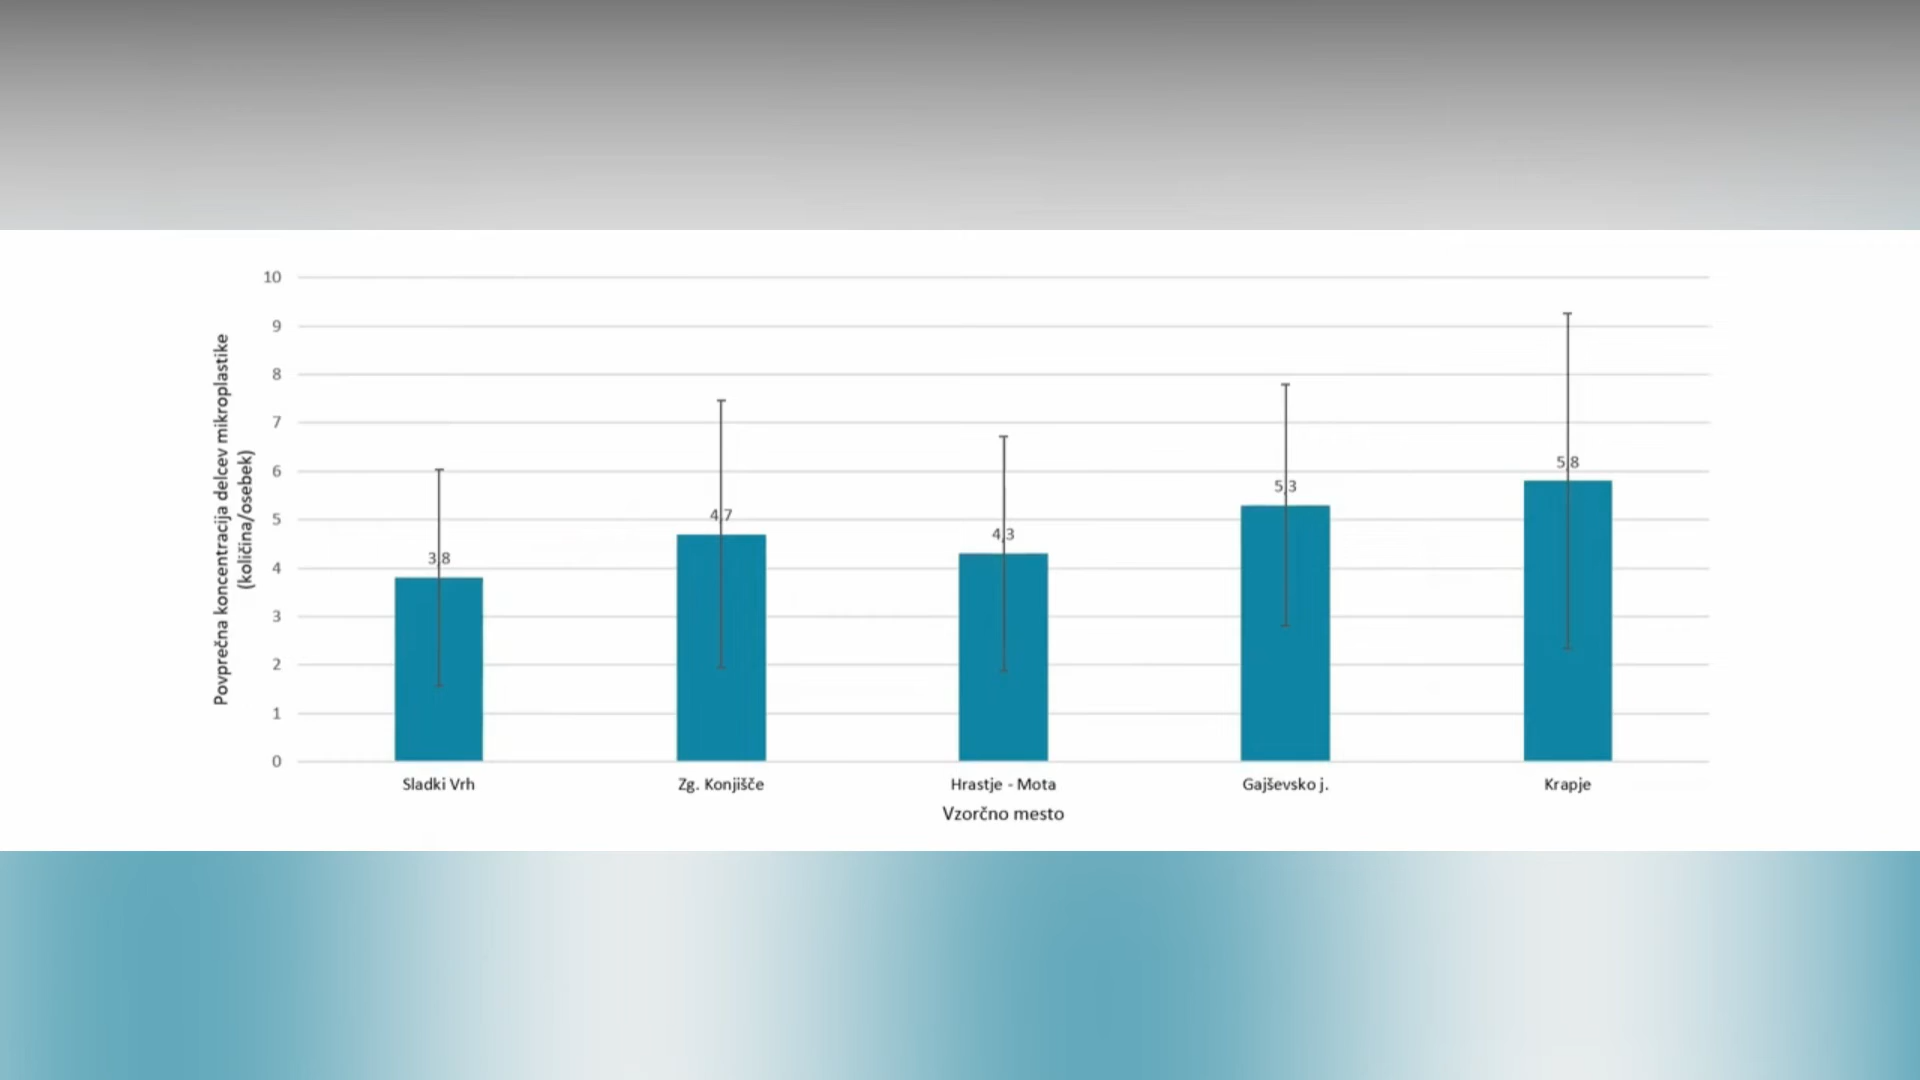 10
9
8
7
6
5
4
3
2
1
0
Povprečna koncentracija delcev mikroplastike
(količina/osebek)
3,8
4,7
4,3
5,3
5,8
Sladki Vrh
Zg. Konjišče
Hrastje - Mota
Gajševsko j.
Krapje
Vzorčno mesto